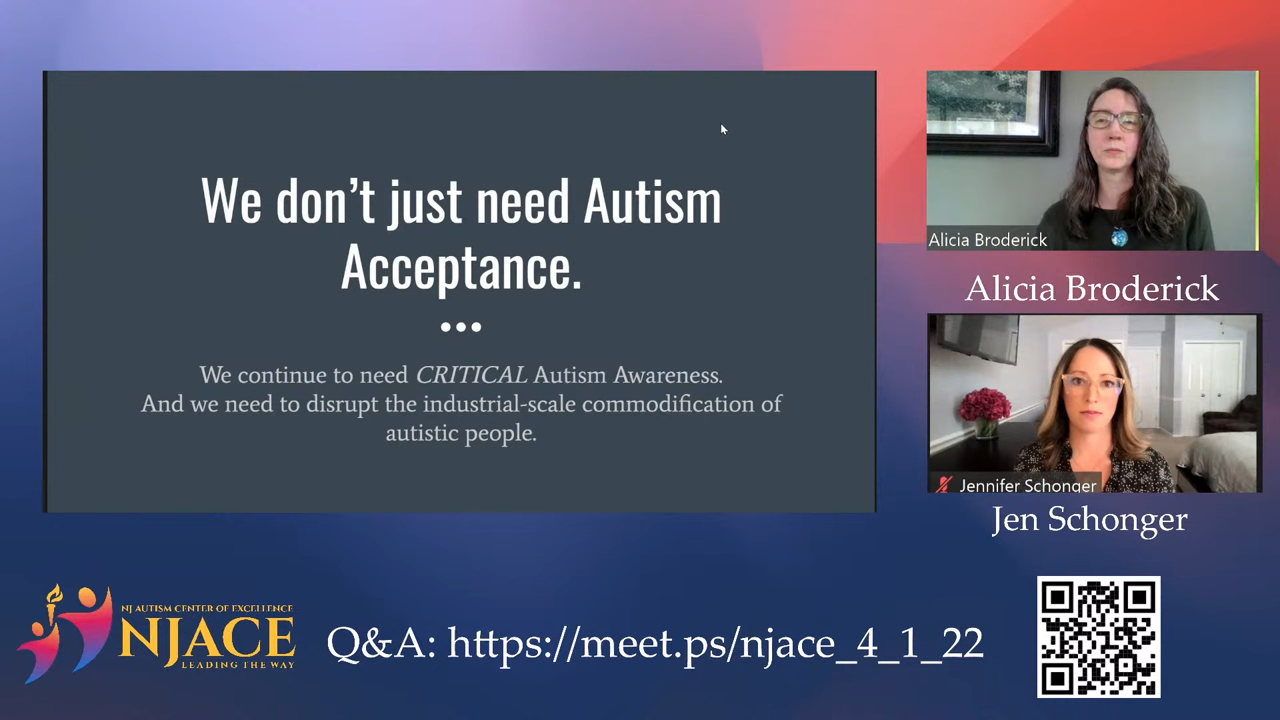 We don't just need Autism
Acceptance.
We continue to need CRITICAL Autism Awareness.
And we need to disrupt the industrial-scale commodification of
autistic people.
Alicia Broderick
Alicia Broderick
Jennifer Schonger
Jen Schonger
NJ AUTISM CENTER OF EXCELLENCE
NJACE
LEADING THE WAY
Q&A: https://meet.ps/njace_4_1_22